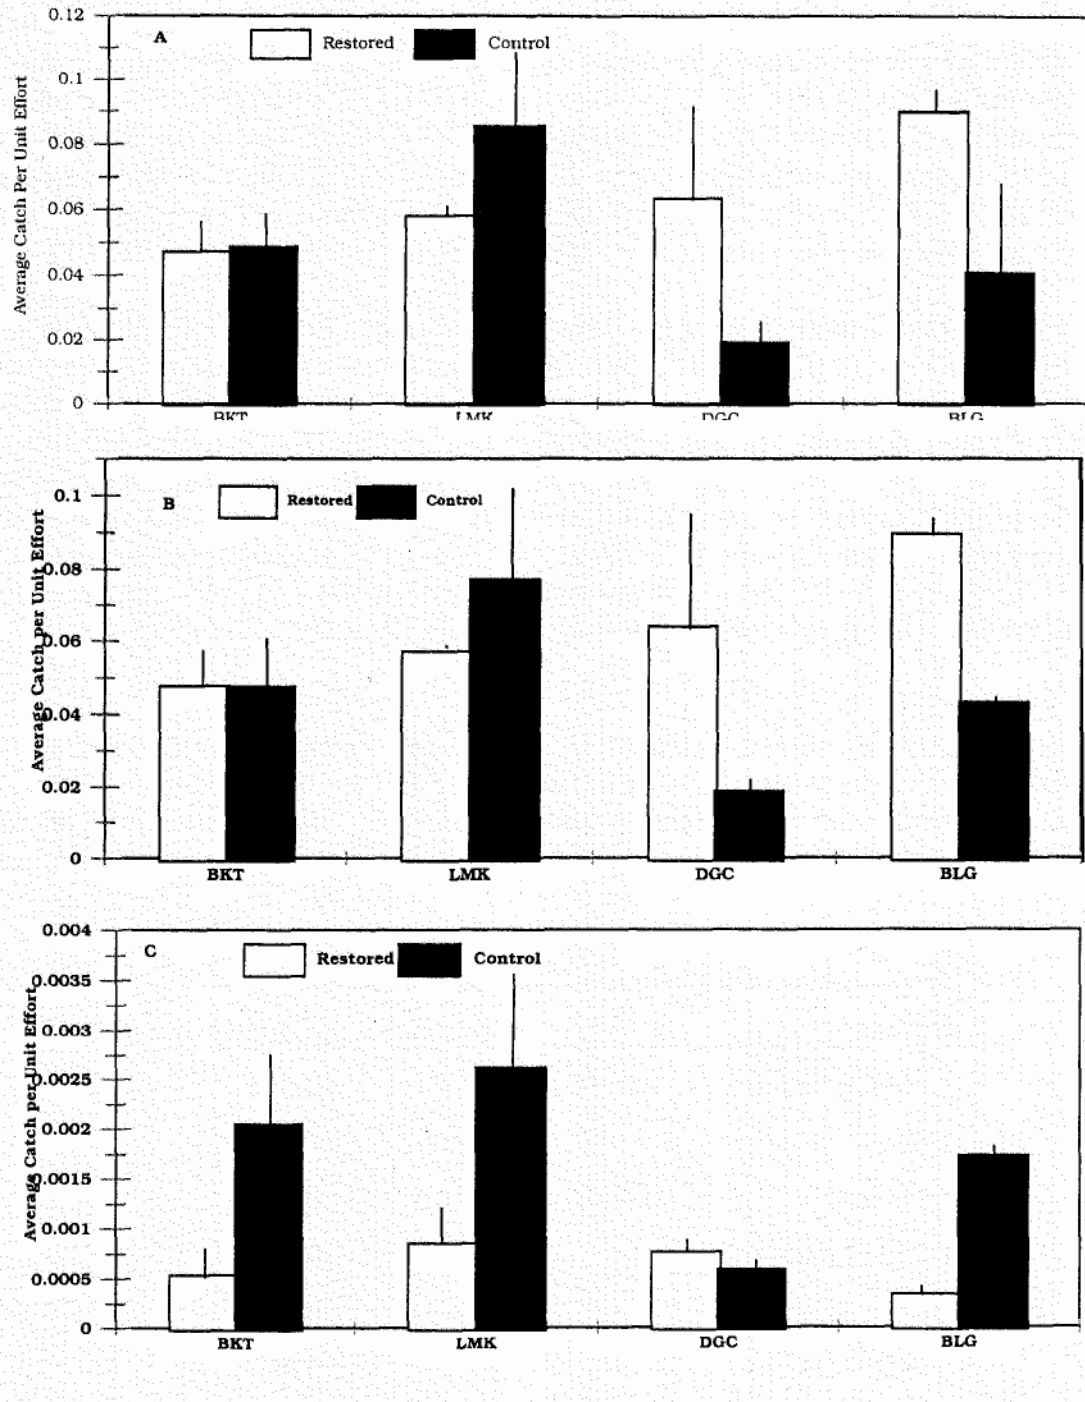 0.12
A
Restored
Control
0.1
0.08
0.06
0.04
0.02
0
Average Catch Per Unit Effort
BKT
LMK
DGC
BLG
B
Restored
Control
0.1
0.08
0.06
0.04
0.02
0
Average Catch per Unit Effort
BKT
LMK
DGC
BLG
0.004
C
Restored
Control
0.0035
0.003
0.0025
0.002
0.0015
0.001
0.0005
0
Average Catch per Unit Effort
BKT
LMK
DGC
BLG